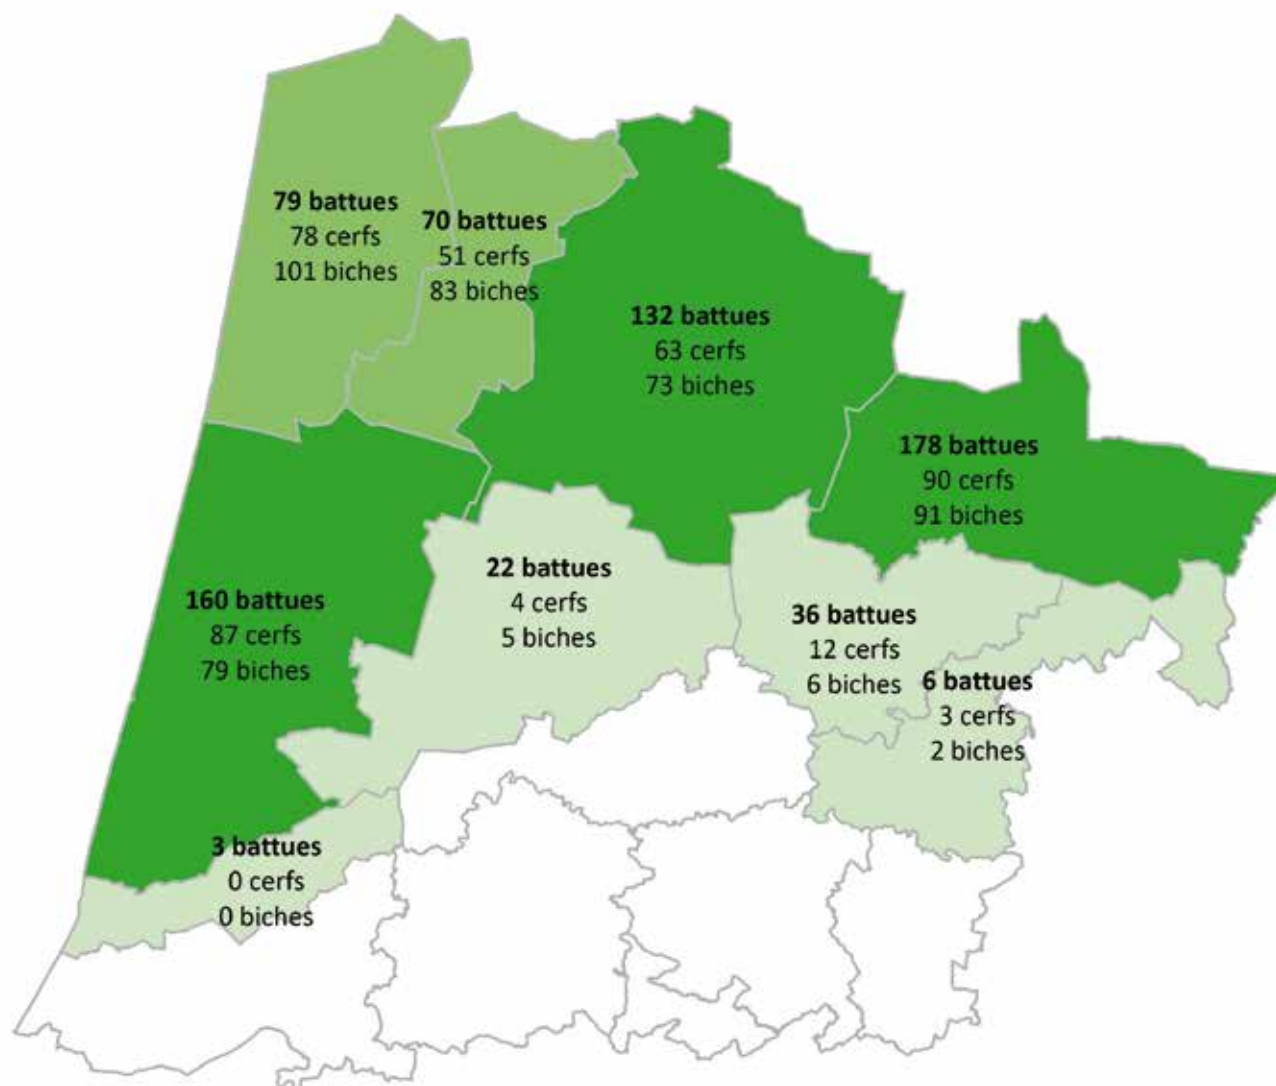 79 battues
78 cerfs
101 biches
70 battues
51 cerfs
83 biches
132 battues
63 cerfs
73 biches
178 battues
90 cerfs
91 biches
160 battues
87 cerfs
79 biches
22 battues
4 cerfs
5 biches
36 battues
12 cerfs
6 biches
6 battues
3 cerfs
2 biches
3 battues
0 cerfs
0 biches